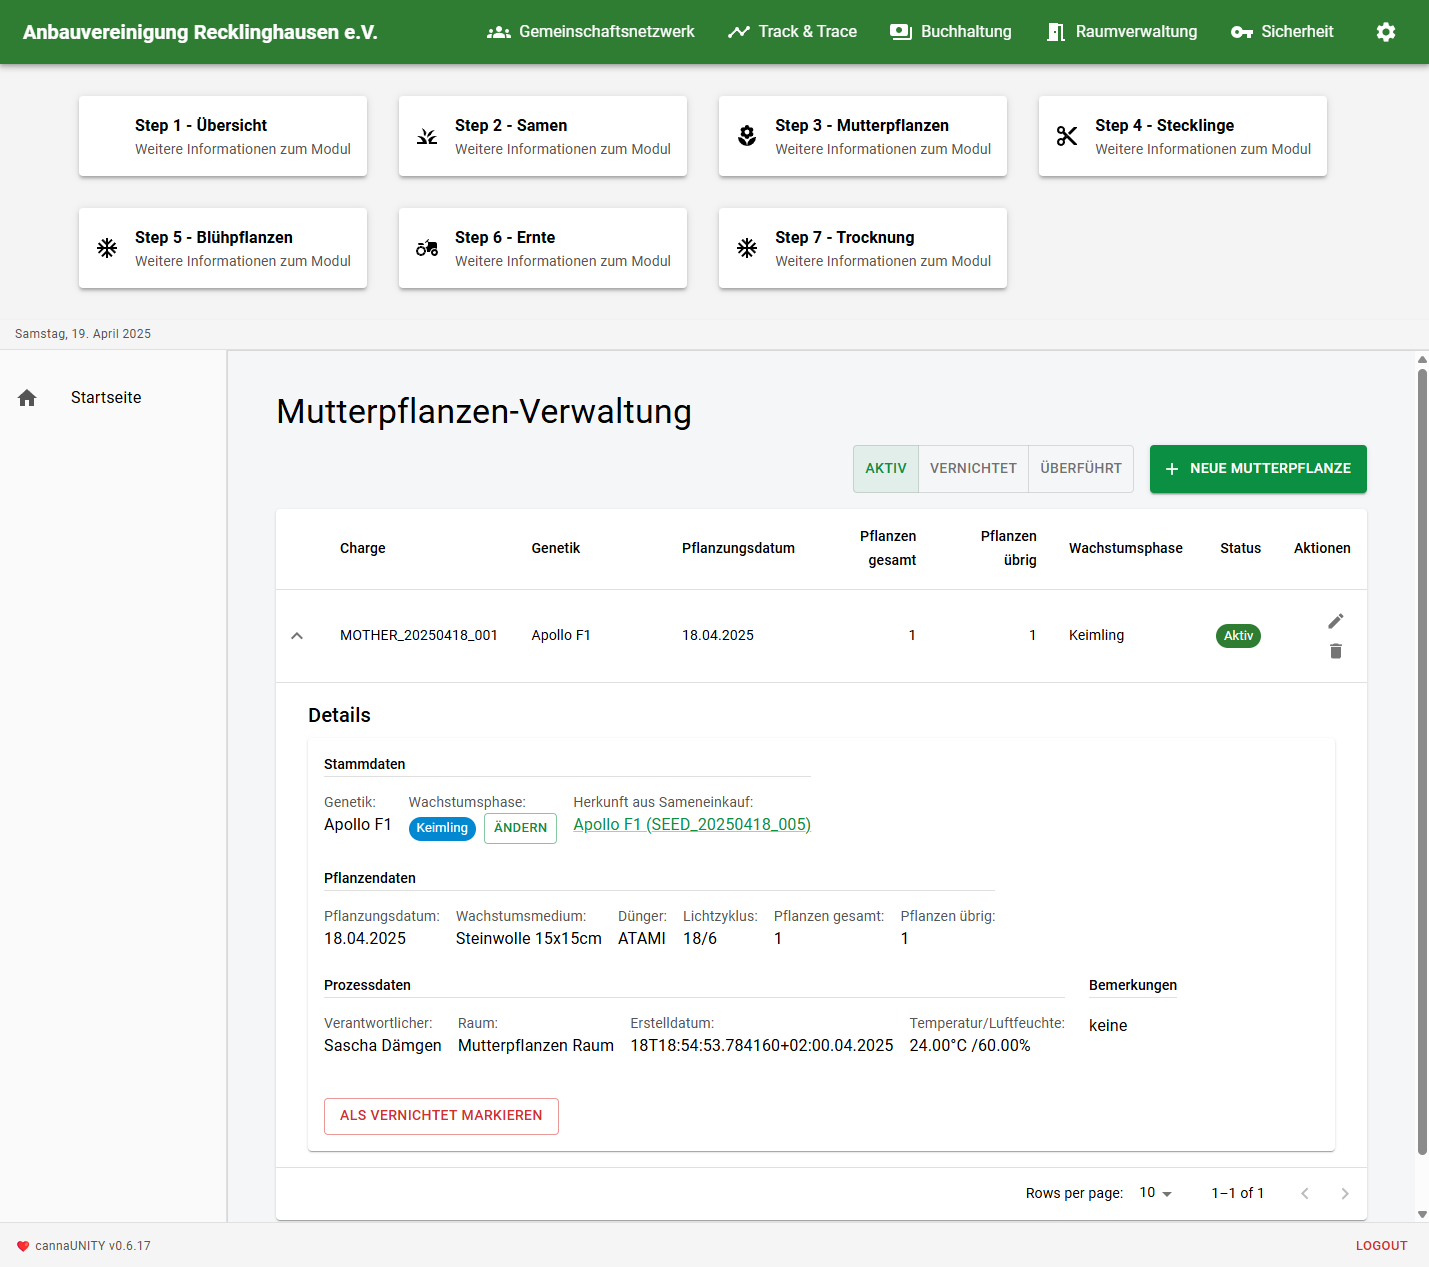 Anbauvereinigung Recklinghausen e.V.
Gemeinschaftsnetzwerk
Track & Trace
Buchhaltung
Raumverwaltung
Sicherheit
Step 1 - Übersicht
Weitere Informationen zum Modul
Step 2 - Samen
Weitere Informationen zum Modul
Step 3 - Mutterpflanzen
Weitere Informationen zum Modul
Step 4 - Stecklinge
Weitere Informationen zum Modul
Step 5 - Blühpflanzen
Weitere Informationen zum Modul
Step 6 - Ernte
Weitere Informationen zum Modul
Step 7 - Trocknung
Weitere Informationen zum Modul
Samstag, 19. April 2025
Startseite
Mutterpflanzen-Verwaltung
AKTIV
VERNICHTET
ÜBERFÜHRT
NEUE MUTTERPFLANZE
Charge
Genetik
Pflanzungsdatum
Pflanzen
gesamt
Pflanzen
übrig
Wachstumsphase
Status
Aktionen
MOTHER_20250418_001
Apollo F1
18.04.2025
1
1
Keimling
Aktiv
Details
Stammdaten
Genetik:
Apollo F1
Wachstumsphase:
Keimling
ÄNDERN
Herkunft aus Sameneinkauf:
Apollo F1 (SEED_20250418_005)
Pflanzendaten
Pflanzungsdatum:
18.04.2025
Wachstumsmedium:
Steinwolle 15x15cm
Dünger:
ATAMI
Lichtzyklus:
18/6
Pflanzen gesamt:
1
Pflanzen übrig:
1
Prozessdaten
Verantwortlicher:
Sascha Dämgen
Raum:
Mutterpflanzen Raum
Erstelldatum:
18T18:54:53.784160+02:00.04.2025
Temperatur/Luftfeuchte:
24.00°C /60.00%
Bemerkungen
keine
ALS VERNICHTET MARKIEREN
Rows per page:
10
1–1 of 1
cannaUNITY v0.6.17
LOGOUT